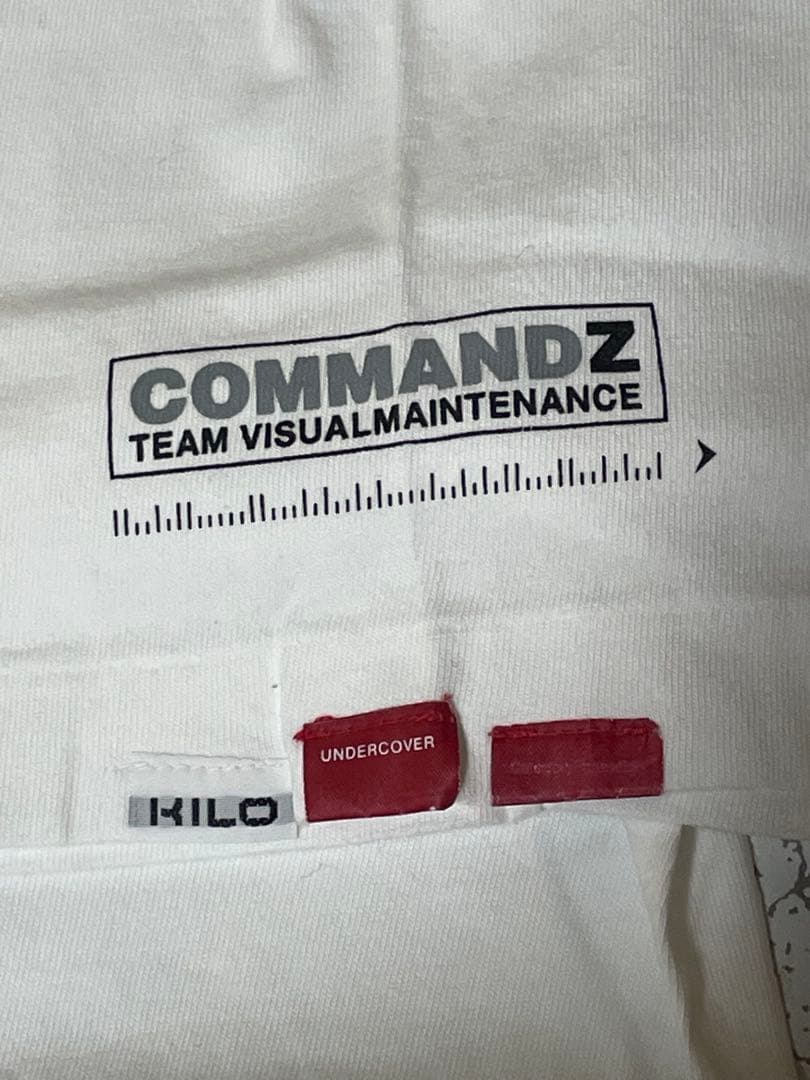 COMMANDZ
TEAM VISUALMAINTENANCE
KILO
UNDERCOVER